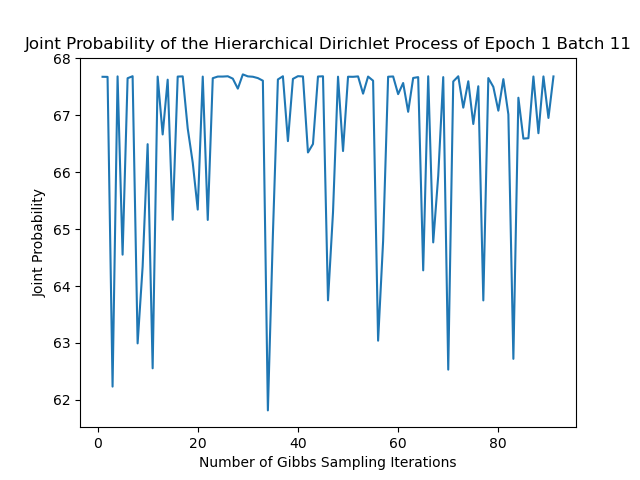 Joint Probability of the Hierarchical Dirichlet Process of Epoch 1 Batch 11
68
67
66
65
64
63
62
Joint Probability
0 20 40 60 80
Number of Gibbs Sampling Iterations